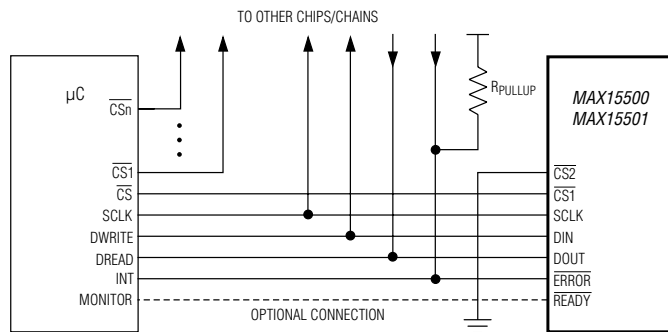 TO OTHER CHIPS/CHAINS
μC
CSn
RPULLUP
MAX15500
MAX15501
CS1
CS2
CS
CS1
SCLK
SCLK
DWRITE
DIN
DREAD
DOUT
INT
ERROR
MONITOR
OPTIONAL CONNECTION
READY